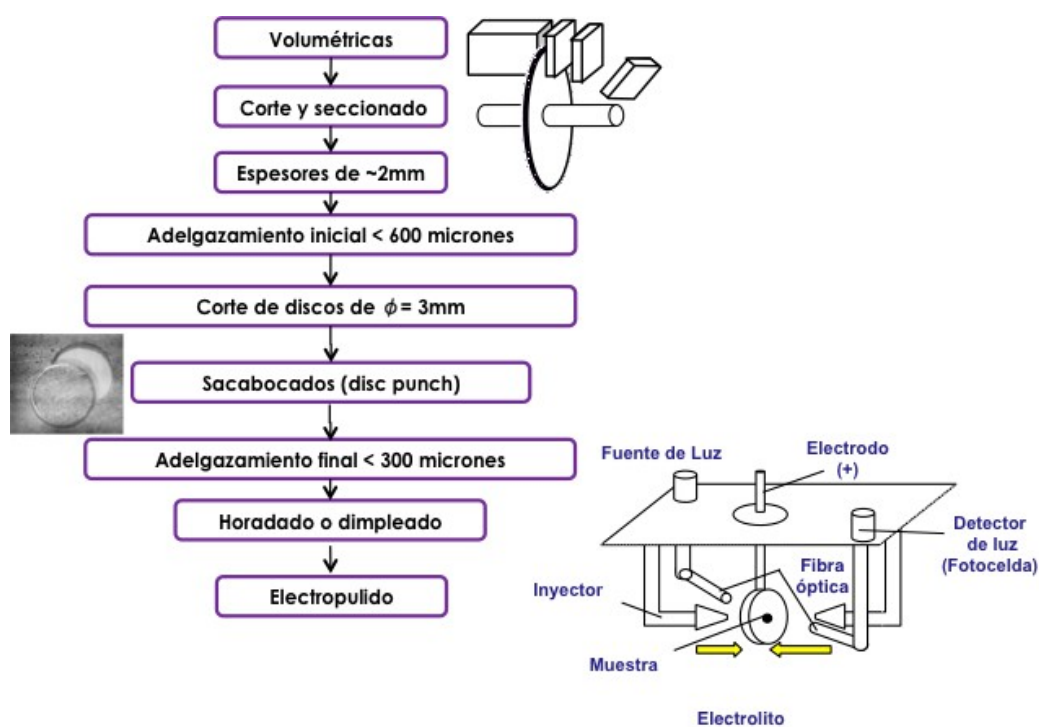 Volumétricas
Corte y seccionado
Espesores de ~2mm
Adelgazamiento inicial < 600 micrones
Corte de discos de ϕ = 3mm
Sacabocados (disc punch)
Adelgazamiento final < 300 micrones
Horadado o dimpleado
Electropulido
Fuente de Luz
Electrodo
(+)
Detector
de luz
(Fotocelda)
Fibra
óptica
Inyector
Muestra
Electrolito